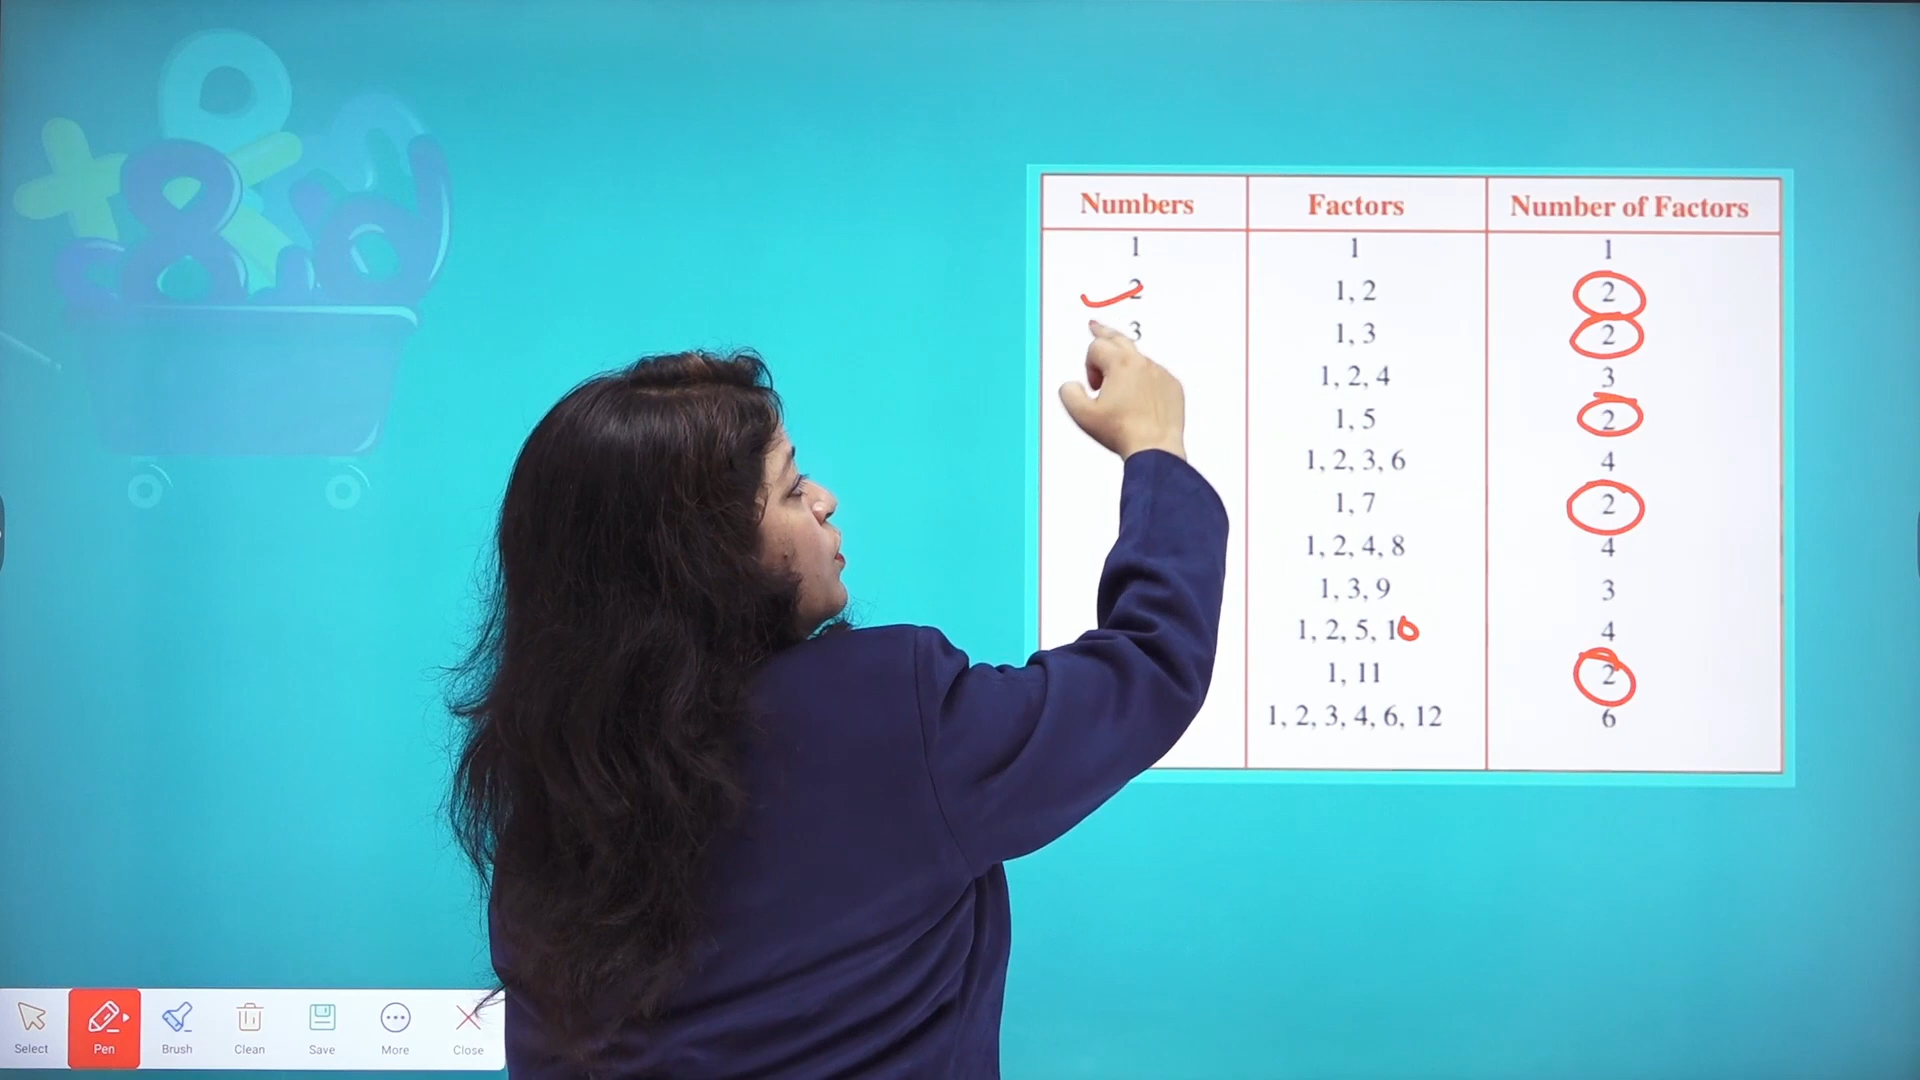 Numbers Factors Number of Factors
1 1 1
2 1, 2 2
3 1, 3 2
1, 2, 4 3
1, 5 2
1, 2, 3, 6 4
1, 7 2
1, 2, 4, 8 4
1, 3, 9 3
1, 2, 5, 10 4
1, 11 2
1, 2, 3, 4, 6, 12 6
Select Pen Brush Clean Save More Close